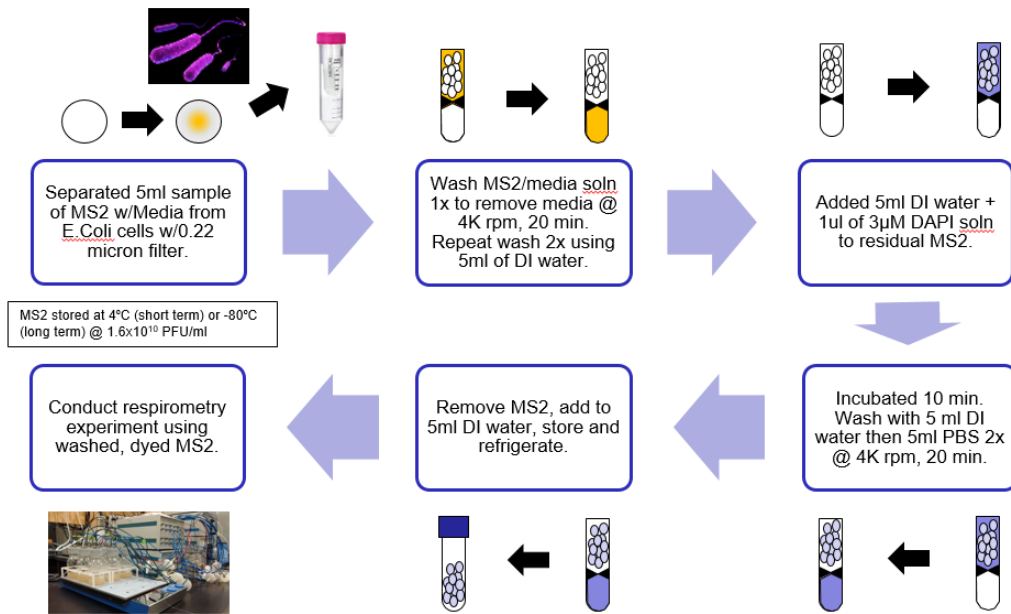 Separated 5ml sample
of MS2 w/Media from
E.Coli cells w/0.22
micron filter.
Wash MS2/media soln
1x to remove media @
4K rpm, 20 min.
Repeat wash 2x using
5ml of DI water.
Added 5ml DI water +
1ul of 3µM DAPI soln
to residual MS2.
MS2 stored at 4ºC (short term) or -80ºC
(long term) @ 1.6x10¹⁰ PFU/ml
Conduct respirometry
experiment using
washed, dyed MS2.
Remove MS2, add to
5ml DI water, store and
refrigerate.
Incubated 10 min.
Wash with 5 ml DI
water then 5ml PBS 2x
@ 4K rpm, 20 min.